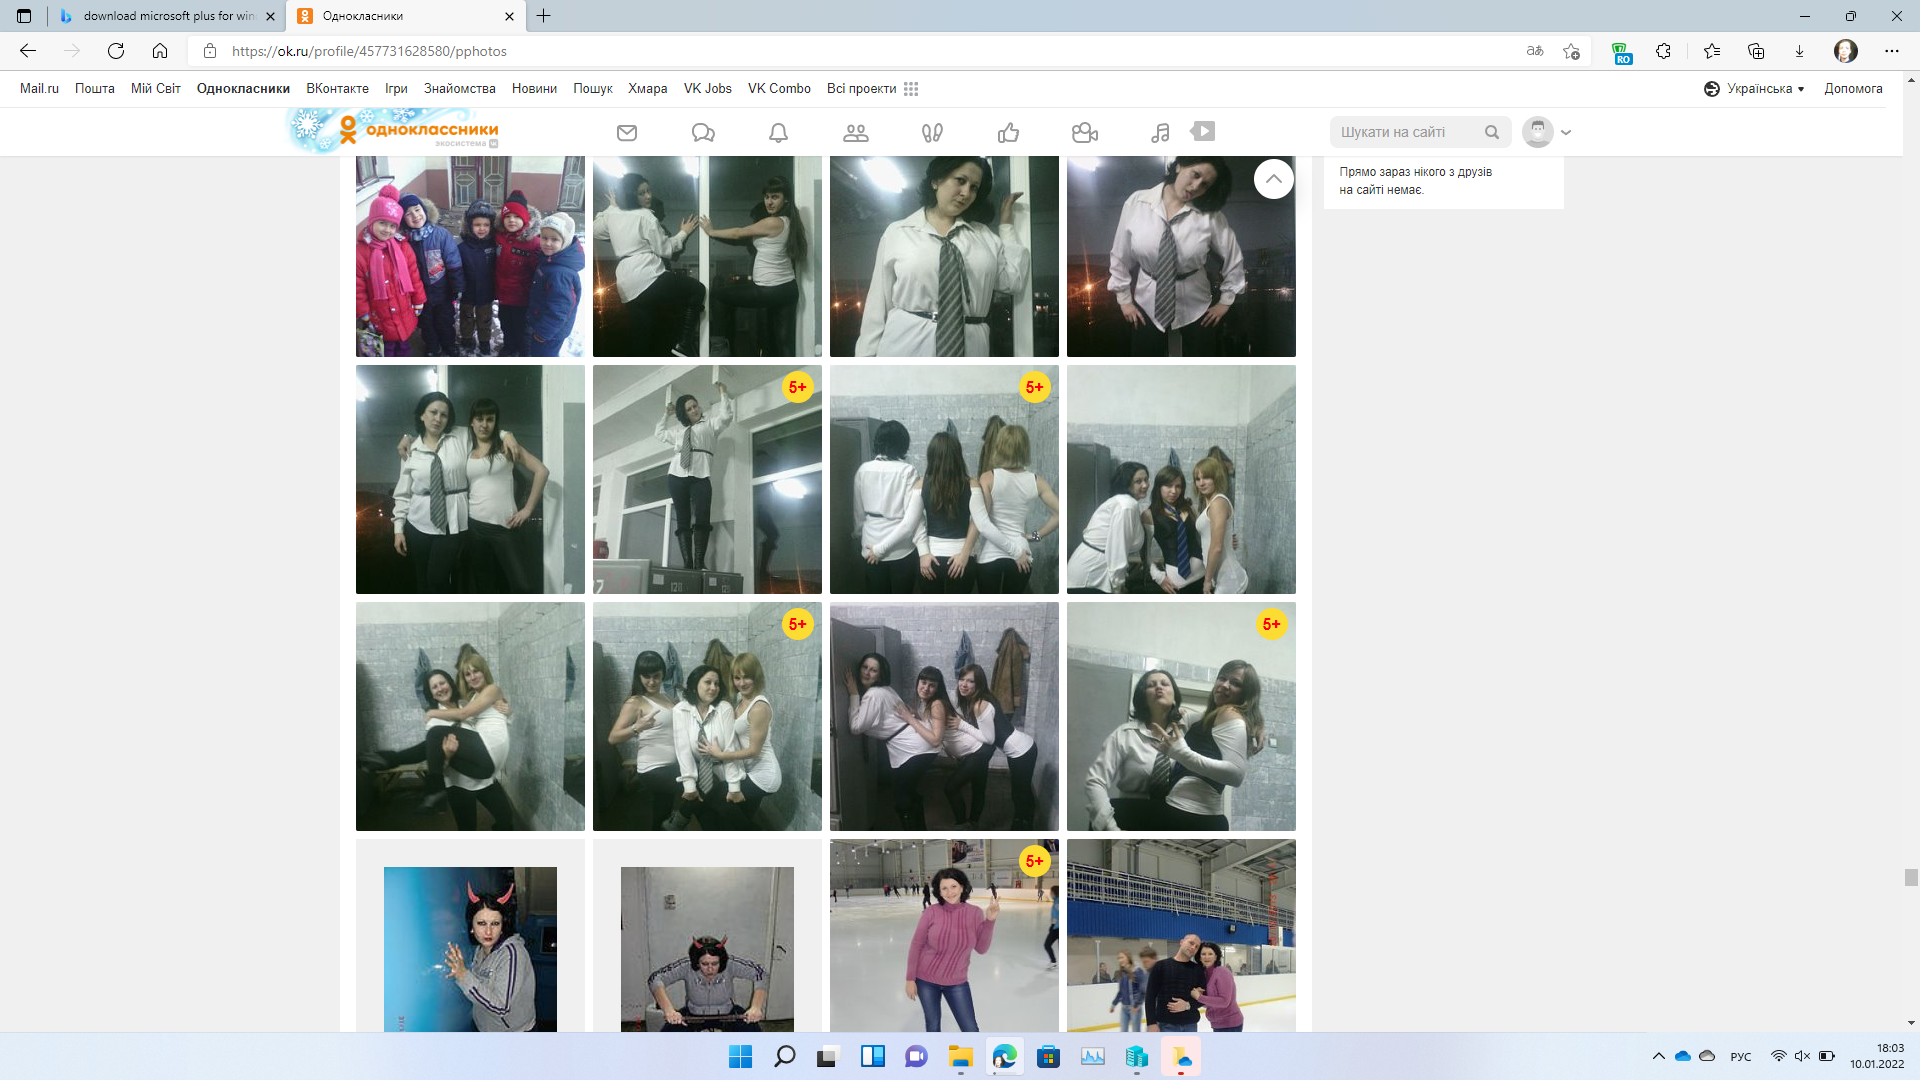 download microsoft plus for win
Однокласники
https://ok.ru/profile/457731628580/pphotos
RO
Mail.ru Пошта Мій Світ Однокласники ВКонтакте Ігри Знайомства Новини Пошук Хмара VK Jobs VK Combo Всі проекти
Українська Допомога
одноклассники
экосистема
Шукати на сайті
Прямо зараз нікого з друзів
на сайті немає.
5+
5+
5+
5+
5+
РУС
18:03
10.01.2022